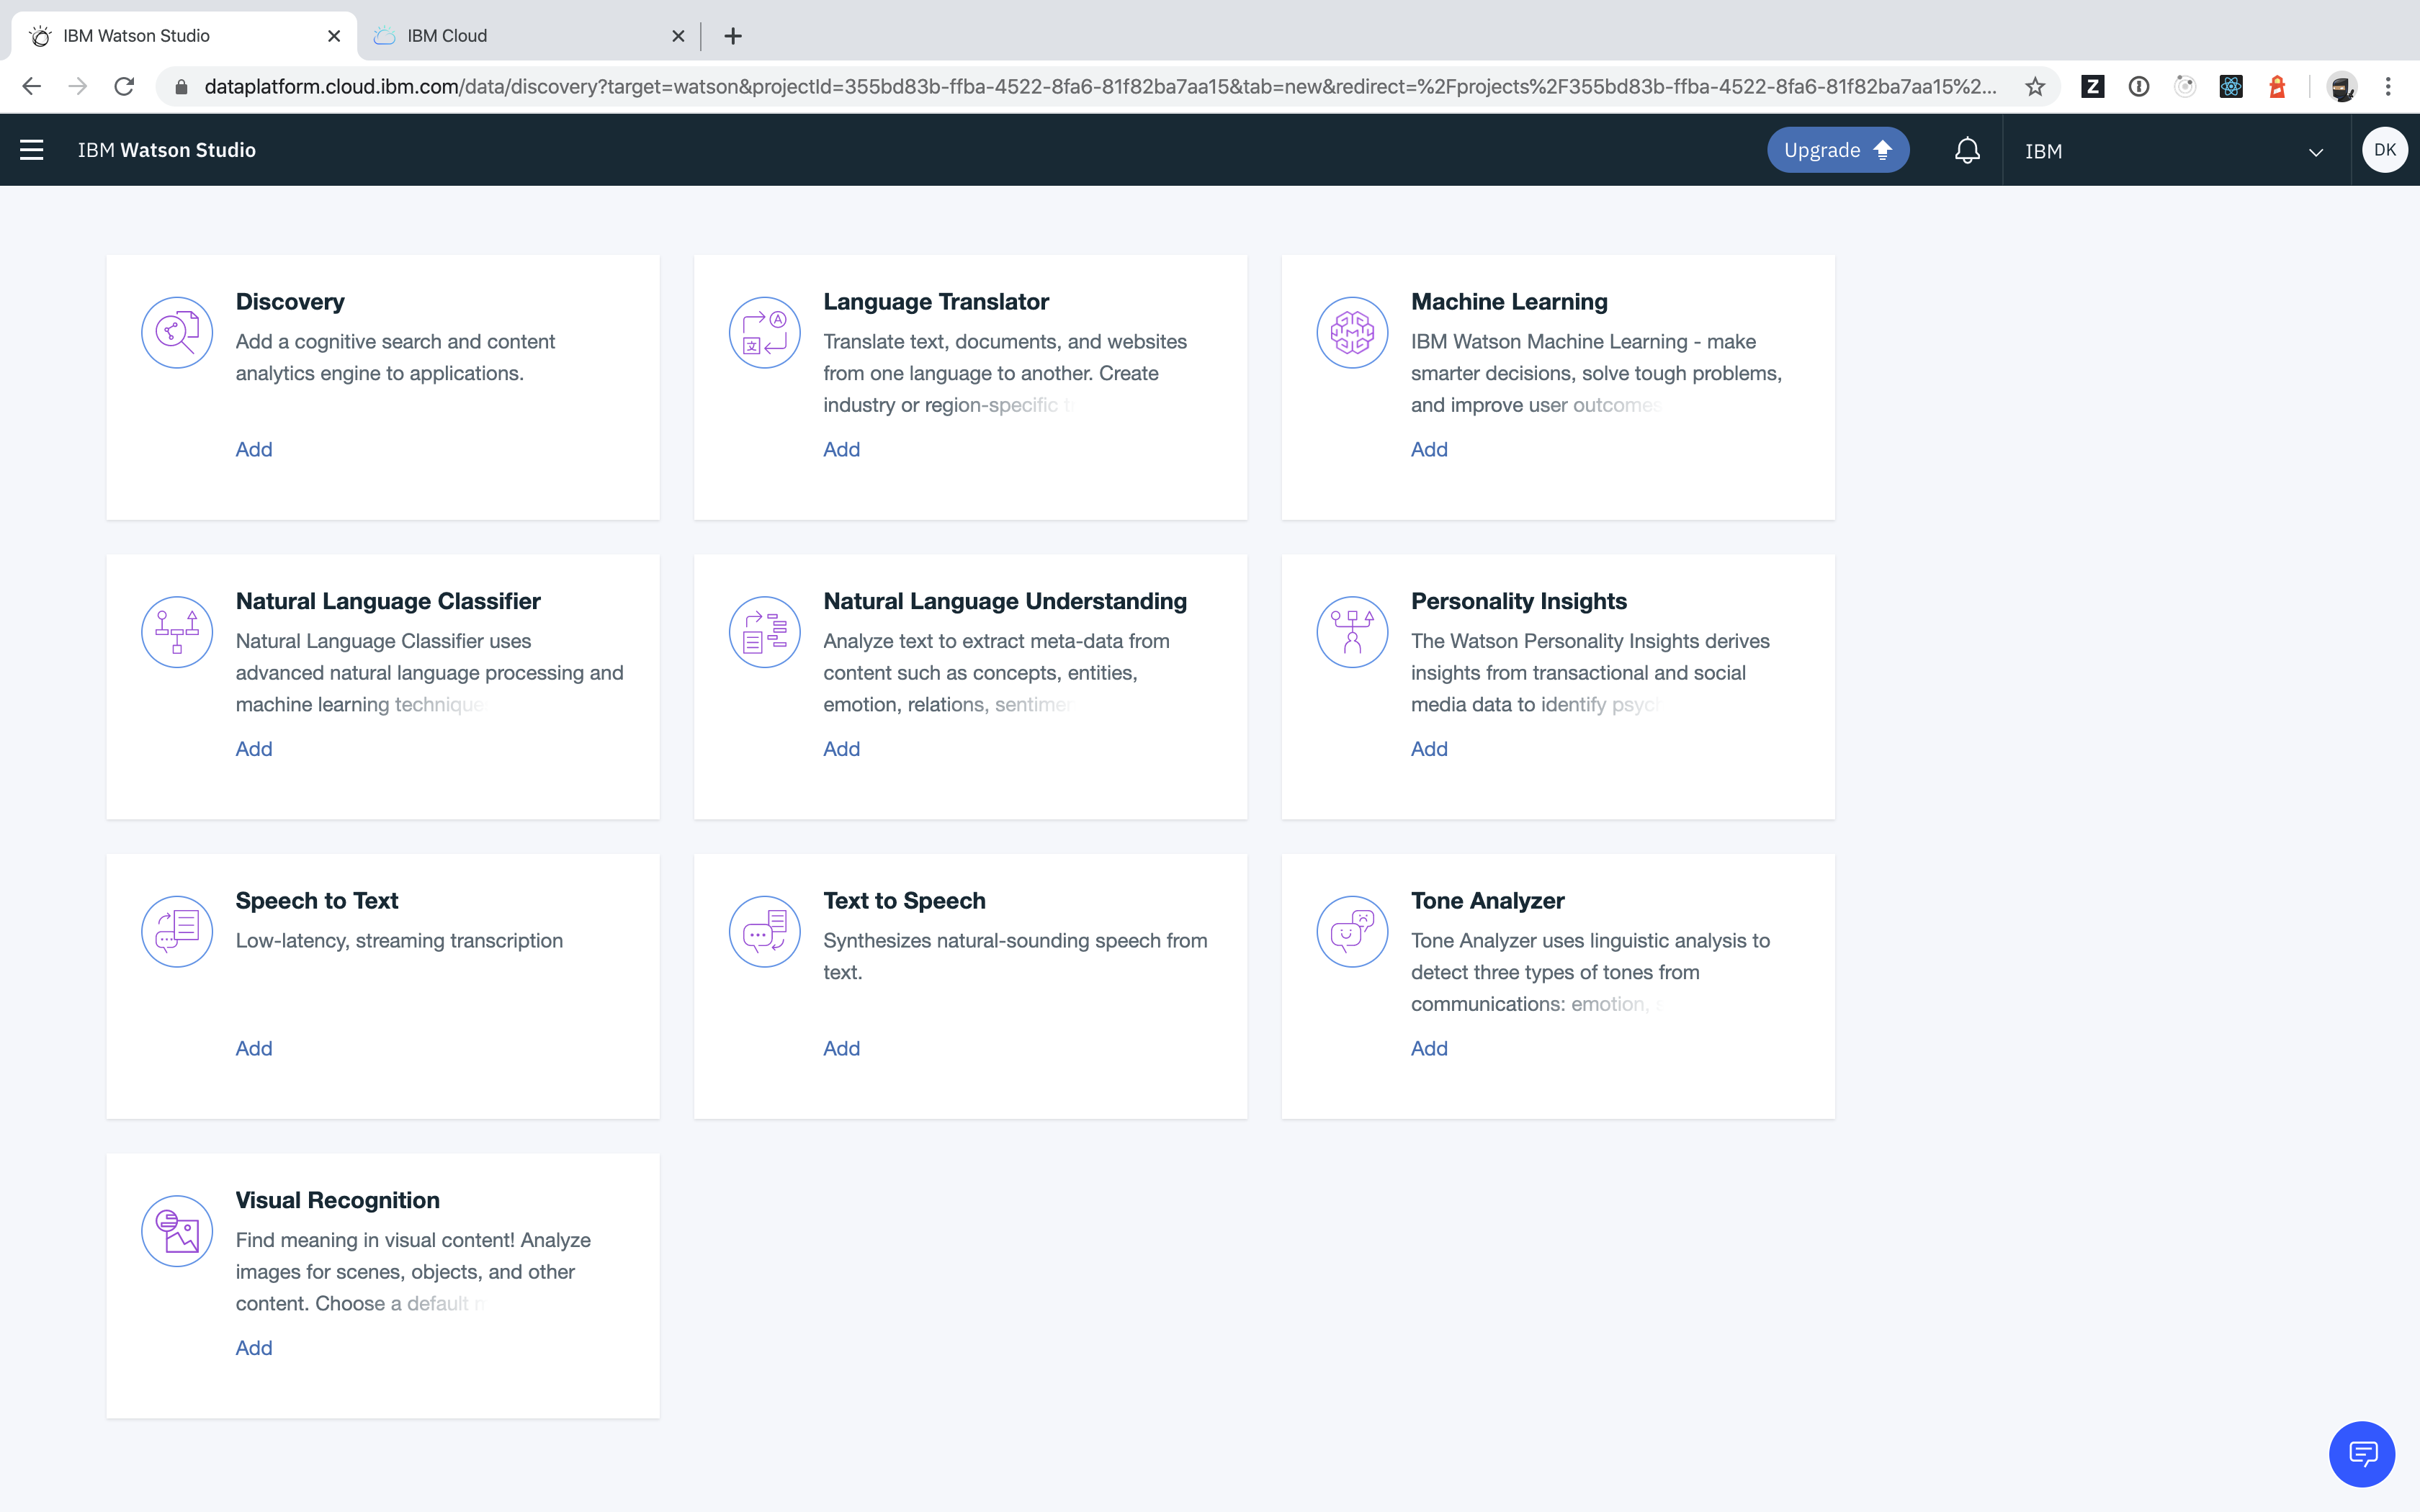 IBM Watson Studio
IBM Cloud
dataplatform.cloud.ibm.com/data/discovery?target=watson&projectId=355bd83b-ffba-4522-8fa6-81f82ba7aa15&tab=new&redirect=%2Fprojects%2F355bd83b-ffba-4522-8fa6-81f82ba7aa15%2...
IBM Watson Studio
Upgrade
IBM
DK
Discovery
Add a cognitive search and content
analytics engine to applications.
Add
Language Translator
Translate text, documents, and websites
from one language to another. Create
industry or region-specific t
Add
Machine Learning
IBM Watson Machine Learning - make
smarter decisions, solve tough problems,
and improve user outcomes
Add
Natural Language Classifier
Natural Language Classifier uses
advanced natural language processing and
machine learning technique
Add
Natural Language Understanding
Analyze text to extract meta-data from
content such as concepts, entities,
emotion, relations, sentimen
Add
Personality Insights
The Watson Personality Insights derives
insights from transactional and social
media data to identify psych
Add
Speech to Text
Low-latency, streaming transcription
Add
Text to Speech
Synthesizes natural-sounding speech from
text.
Add
Tone Analyzer
Tone Analyzer uses linguistic analysis to
detect three types of tones from
communications: emotion, s
Add
Visual Recognition
Find meaning in visual content! Analyze
images for scenes, objects, and other
content. Choose a default m
Add